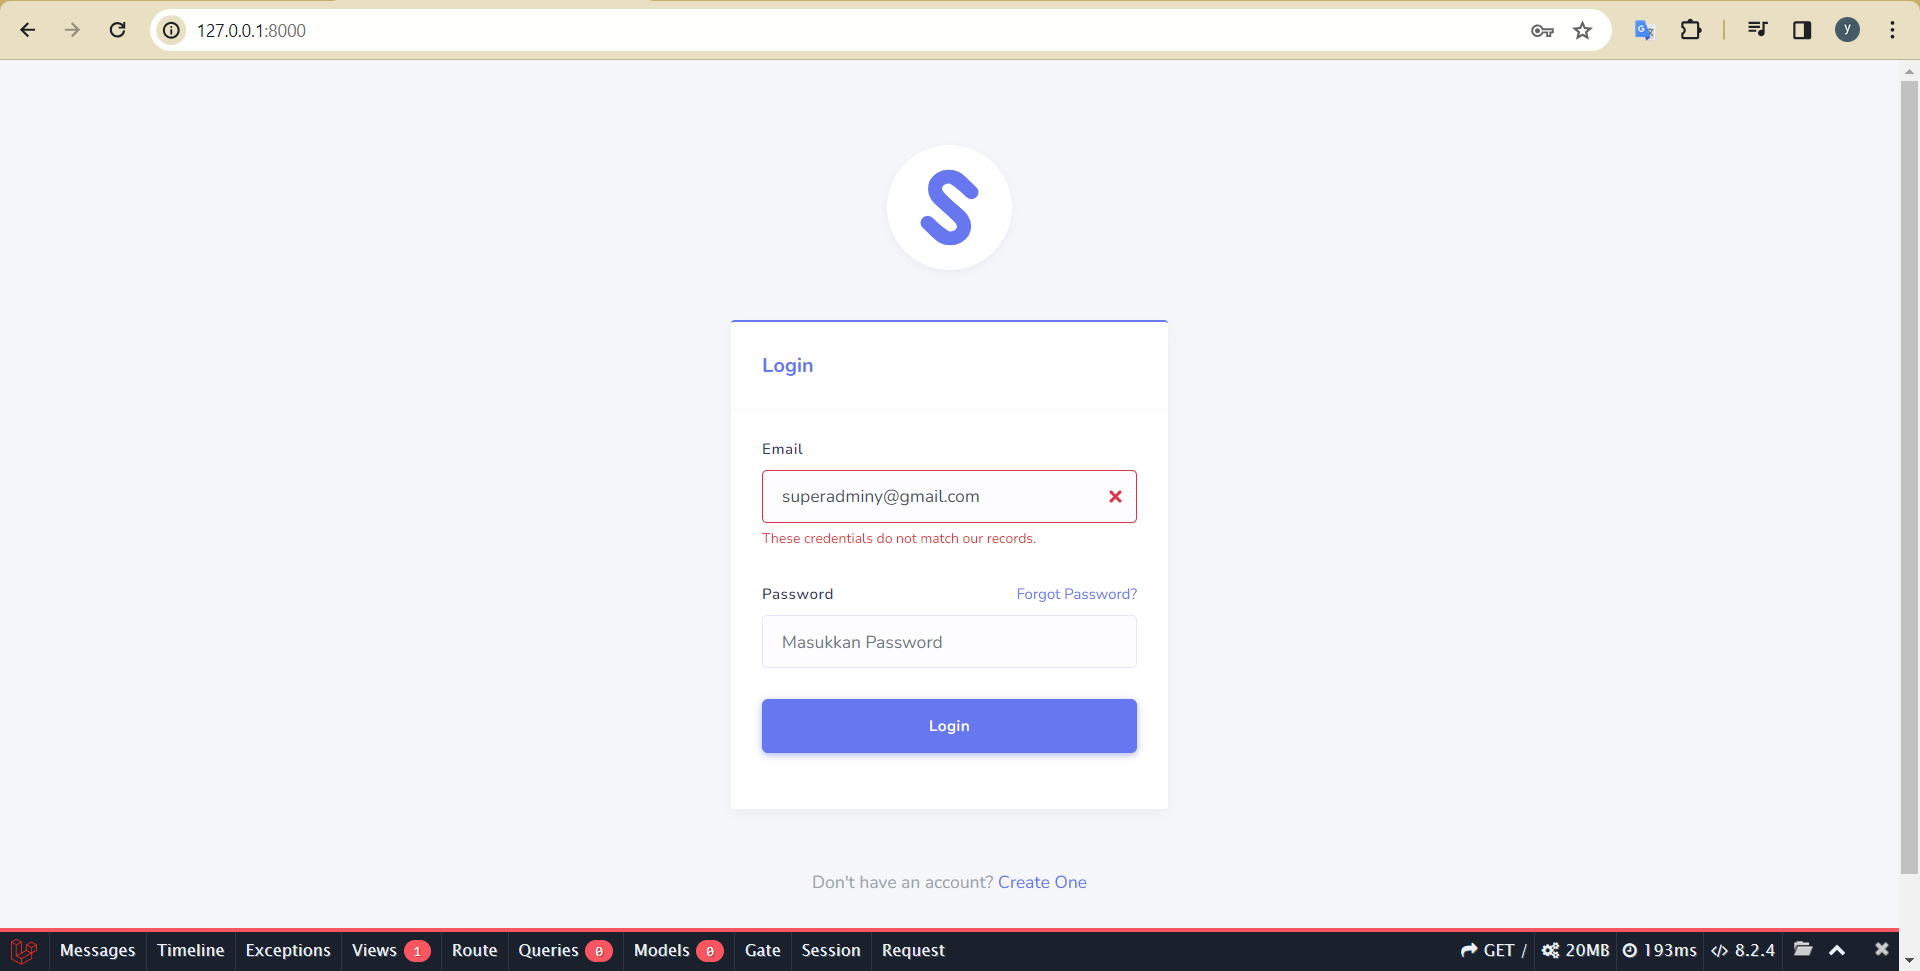 127.0.0.1:8000
y
S
Login
Email
superadminy@gmail.com
These credentials do not match our records.
Password Forgot Password?
Masukkan Password
Login
Don't have an account? Create One
Messages Timeline Exceptions Views 1 Route Queries 0 Models 0 Gate Session Request GET / 20MB 193ms 8.2.4